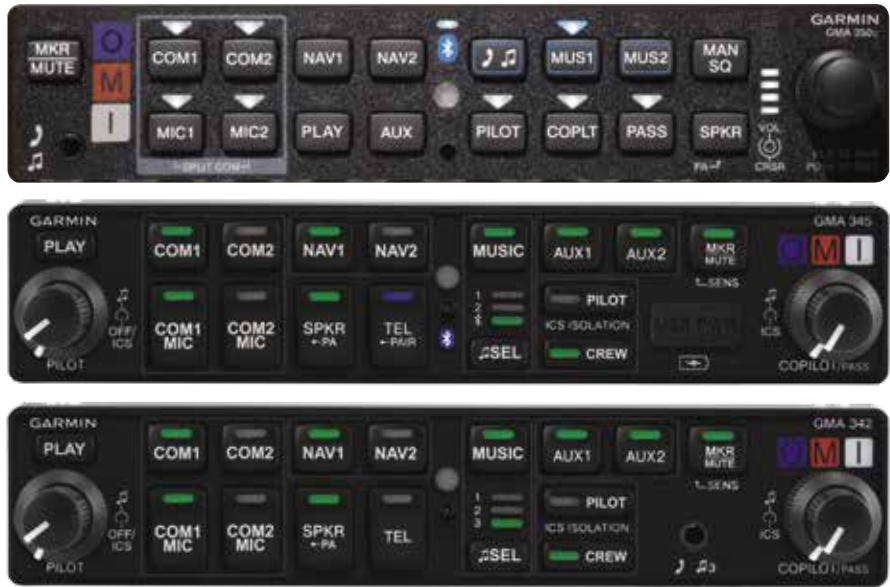 GARMIN
GMA 350c
MKR
MUTE
O
M
I
COM1
COM2
NAV1
NAV2
MUS1
MUS2
MAN
SQ
MIC1
MIC2
PLAY
AUX
PILOT
COPLT
PASS
SPKR
SPLIT COM
PA
VOL
CRSR
GARMIN
GMA 345
PLAY
COM1
COM2
NAV1
NAV2
MUSIC
AUX1
AUX2
MKR
MUTE
O
M
I
SENS
OFF/
ICS
PILOT
COM1
MIC
COM2
MIC
SPKR
PA
TEL
PAIR
1
2
♫SEL
PILOT
ICS ISOLATION
CREW
ICS
COPILOT/PASS
GARMIN
GMA 342
PLAY
COM1
COM2
NAV1
NAV2
MUSIC
AUX1
AUX2
MKR
MUTE
O
M
I
SENS
OFF/
ICS
PILOT
COM1
MIC
COM2
MIC
SPKR
PA
TEL
1
2
3
♫SEL
PILOT
ICS ISOLATION
CREW
3
ICS
COPILOT/PASS